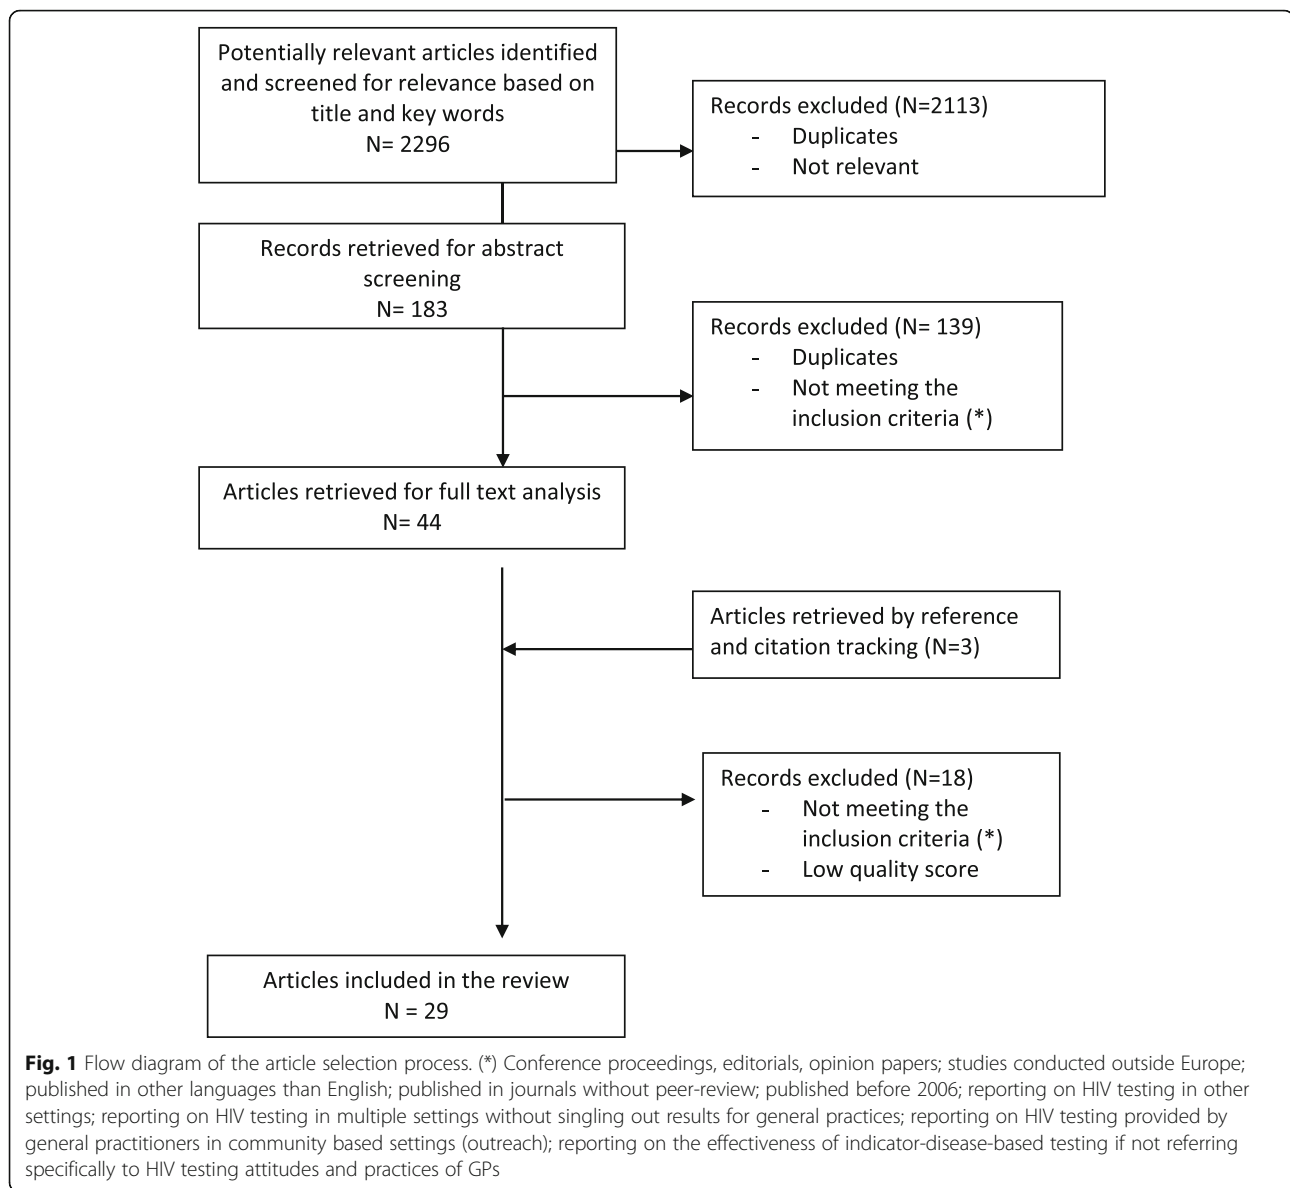 Potentially relevant articles identified
and screened for relevance based on
title and key words
N= 2296
Records excluded (N=2113)
- Duplicates
- Not relevant
Records retrieved for abstract
screening
N= 183
Records excluded (N= 139)
- Duplicates
- Not meeting the
inclusion criteria (*)
Articles retrieved for full text analysis
N= 44
Articles retrieved by reference
and citation tracking (N=3)
Records excluded (N=18)
- Not meeting the
inclusion criteria (*)
- Low quality score
Articles included in the review
N = 29
Fig. 1 Flow diagram of the article selection process. (*) Conference proceedings, editorials, opinion papers; studies conducted outside Europe;
published in other languages than English; published in journals without peer-review; published before 2006; reporting on HIV testing in other
settings; reporting on HIV testing in multiple settings without singling out results for general practices; reporting on HIV testing provided by
general practitioners in community based settings (outreach); reporting on the effectiveness of indicator-disease-based testing if not referring
specifically to HIV testing attitudes and practices of GPs